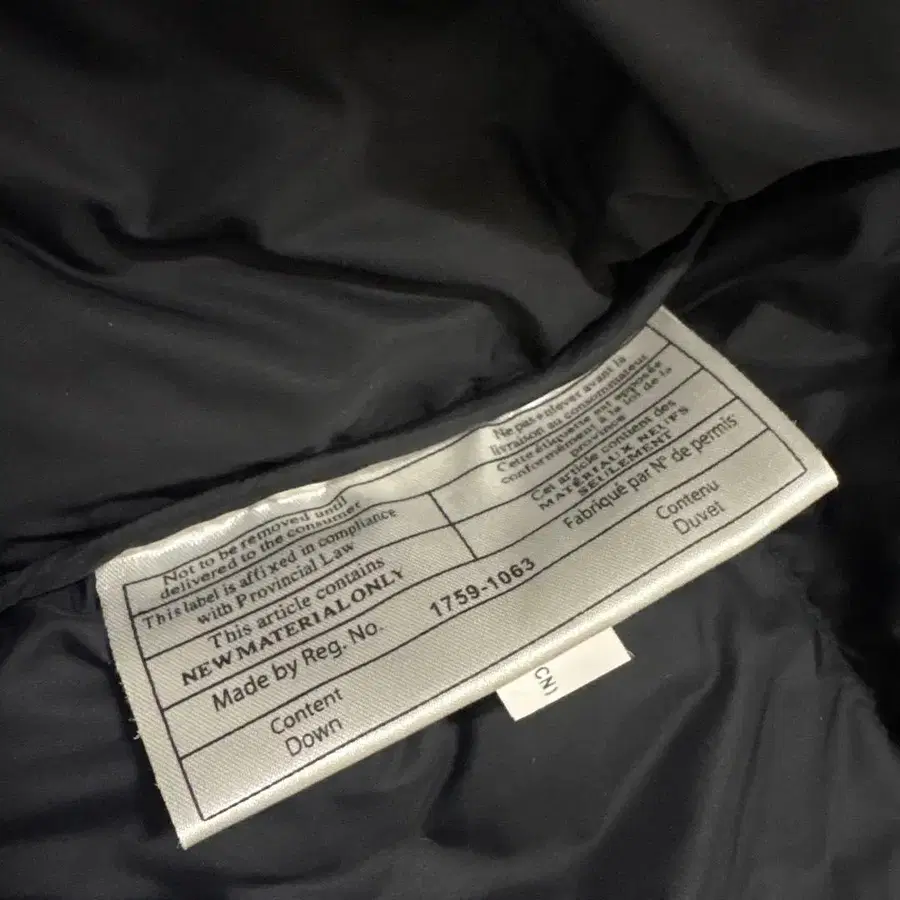 Not to be removed until
delivered to the consumer
This label is affixed in compliance
with Provincial Law
This article contains
NEW MATERIAL ONLY
Made by Reg. No.
1759-1063
Content
Down
Ne pas enlever avant la
livraison au consommateur
Cette étiquette est apposée
conformément à la loi de la
province
Cet article contient des
MATÉRIAUX NEUFS
SEULEMENT
Fabriqué par N° de permis
Contenu
Duvet
CN)